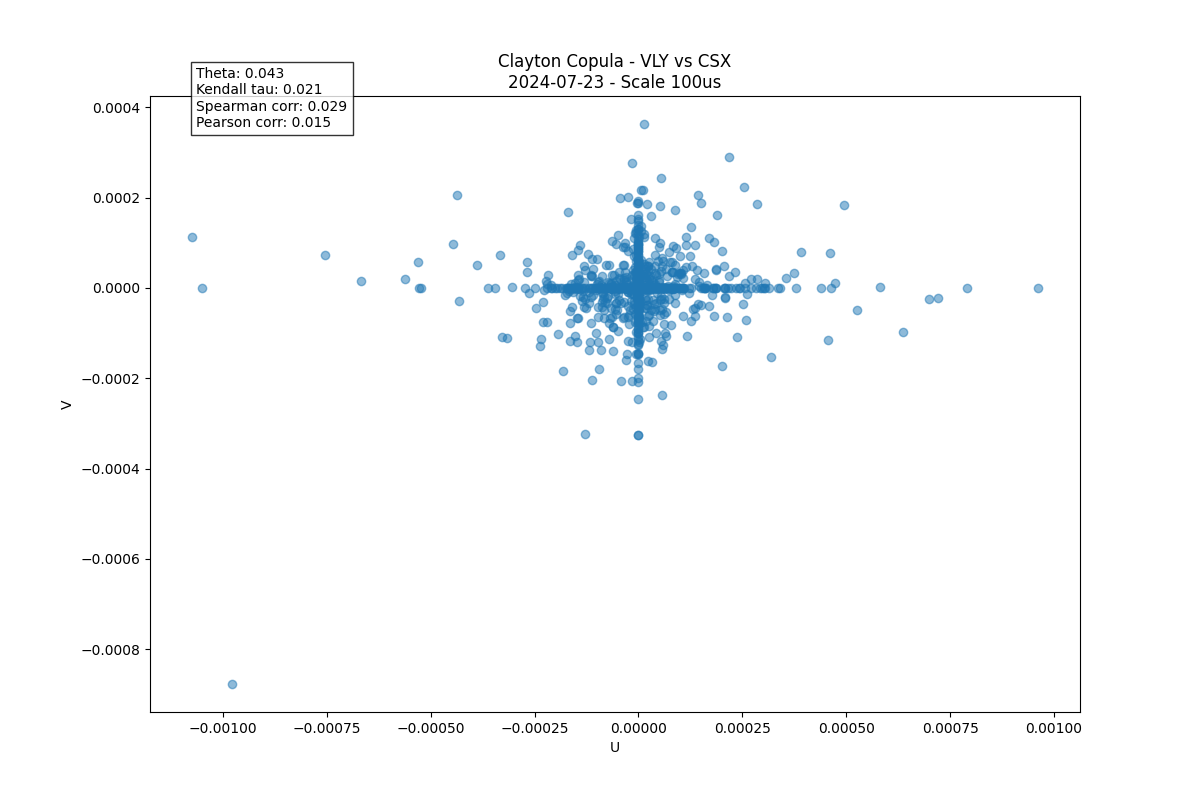 Clayton Copula - VLY vs CSX
2024-07-23 - Scale 100us
Theta: 0.043
Kendall tau: 0.021
Spearman corr: 0.029
Pearson corr: 0.015
0.0004
0.0002
0.0000
−0.0002
−0.0004
−0.0006
−0.0008
V
−0.00100
−0.00075
−0.00050
−0.00025
0.00000
0.00025
0.00050
0.00075
0.00100
U